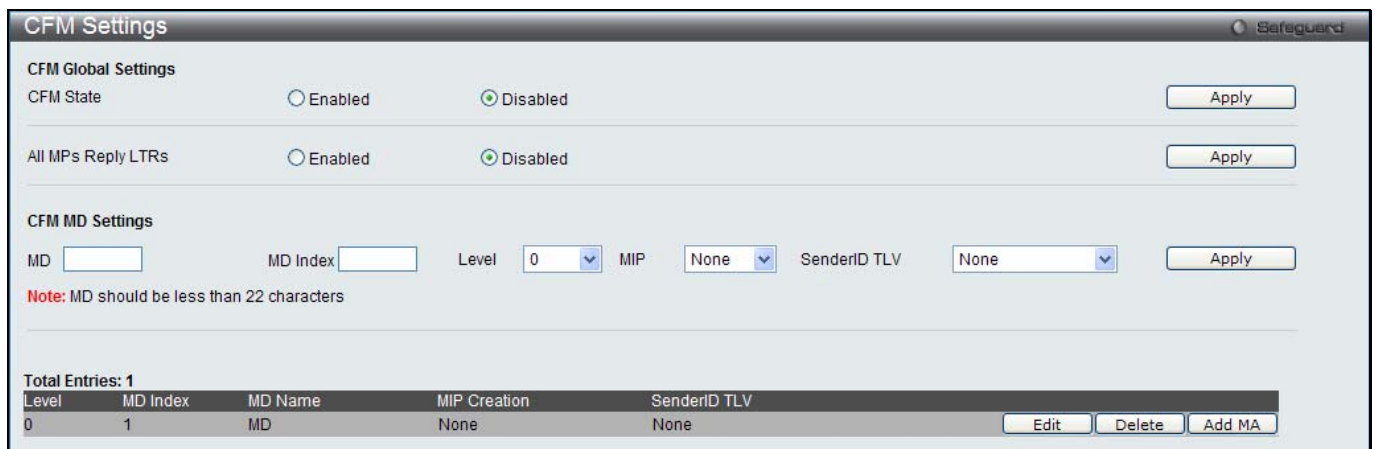 CFM Settings
Safeguard
CFM Global Settings
CFM State Enabled Disabled Apply
All MPs Reply LTRs Enabled Disabled Apply
CFM MD Settings
MD MD Index Level 0 MIP None SenderID TLV None Apply
Note: MD should be less than 22 characters
Total Entries: 1
Level MD Index MD Name MIP Creation SenderID TLV
0 1 MD None None Edit Delete Add MA